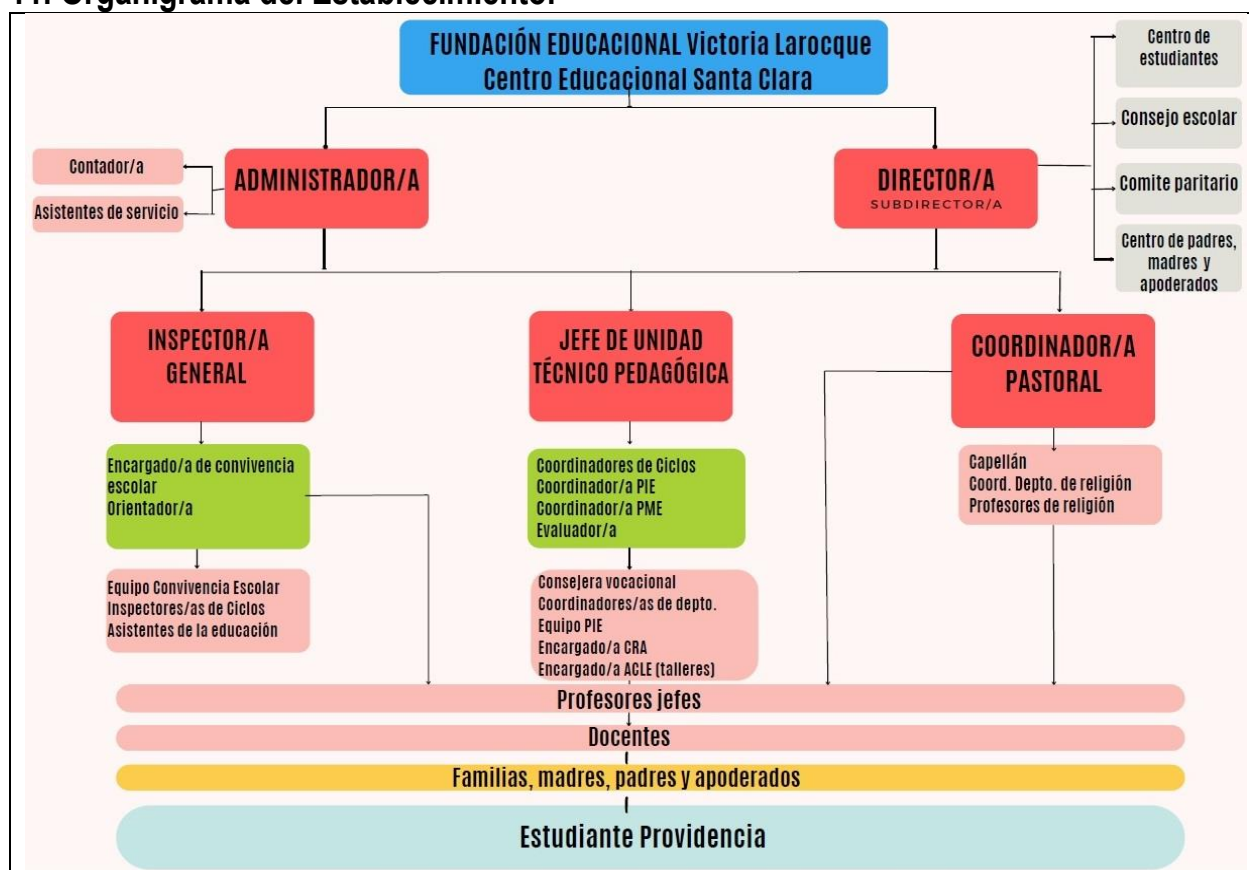 11. Organigrama del Establecimiento.
FUNDACIÓN EDUCACIONAL Victoria Larocque
Centro Educacional Santa Clara
Centro de
estudiantes
Consejo escolar
Comite paritario
Centro de padres,
madres y
apoderados
Contador/a
Asistentes de servicio
ADMINISTRADOR/A
DIRECTOR/A
SUBDIRECTOR/A
INSPECTOR/A
GENERAL
JEFE DE UNIDAD
TÉCNICO PEDAGÓGICA
COORDINADOR/A
PASTORAL
Encargado/a de convivencia
escolar
Orientador/a
Coordinadores de Ciclos
Coordinador/a PIE
Coordinador/a PME
Evaluador/a
Capellán
Coord. Depto. de religión
Profesores de religión
Equipo Convivencia Escolar
Inspectores/as de Ciclos
Asistentes de la educación
Consejera vocacional
Coordinadores/as de depto.
Equipo PIE
Encargado/a CRA
Encargado/a ACLE (talleres)
Profesores jefes
Docentes
Familias, madres, padres y apoderados
Estudiante Providencia